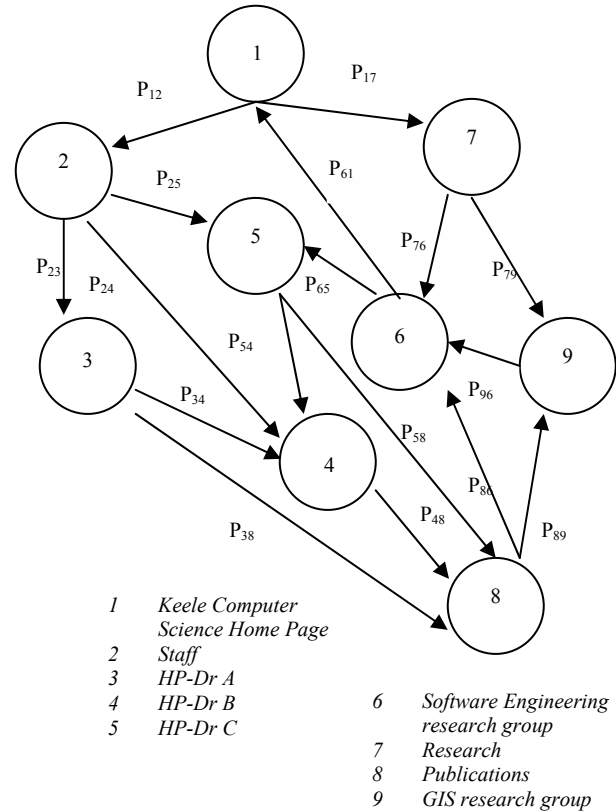 1
P₁₂
P₁₇
7
2
P₂₅
P₆₁
5
P₇₆
P₇₉
P₂₃
P₂₄
P₆₅
6
9
3
P₅₄
P₃₄
P₉₆
4
P₅₈
P₈₆
P₄₈
P₃₈
P₈₉
8
1 Keele Computer
Science Home Page
2 Staff
3 HP-Dr A
4 HP-Dr B
5 HP-Dr C
6 Software Engineering
research group
7 Research
8 Publications
9 GIS research group